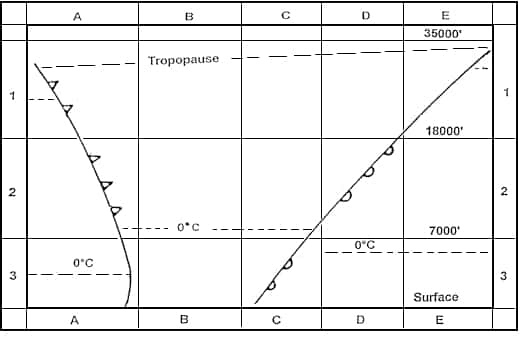 A B C D E
35000'
Tropopause
1 1
18000'
2 2
7000'
0°C
0°C
0°C
3 3
Surface
A B C D E